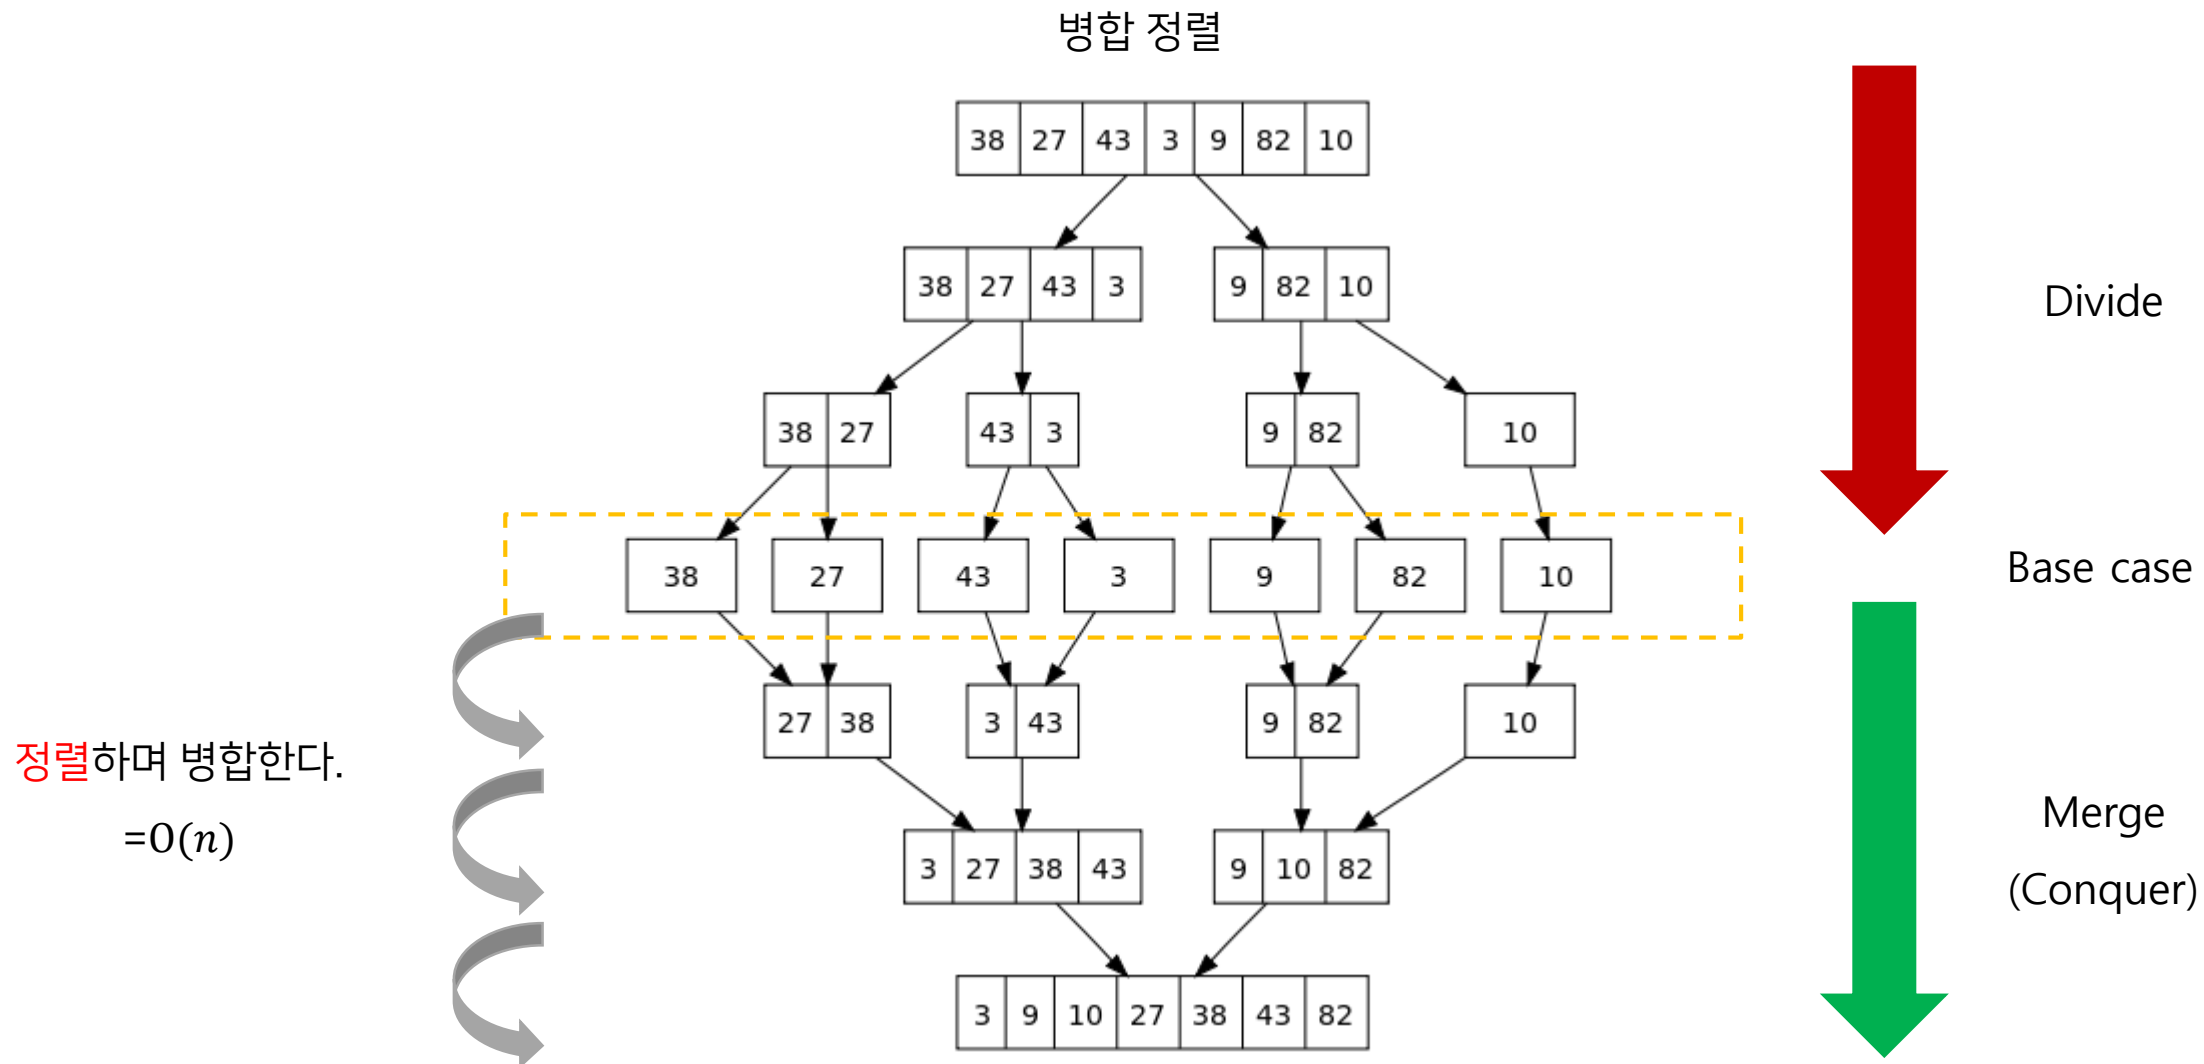 병합 정렬
38 27 43 3 9 82 10
38 27 43 3 9 82 10
Divide
38 27 43 3 9 82 10
38 27 43 3 9 82 10
Base case
27 38 3 43 9 82 10
정렬하며 병합한다.
=O(n)
Merge
3 27 38 43 9 10 82
(Conquer)
3 9 10 27 38 43 82